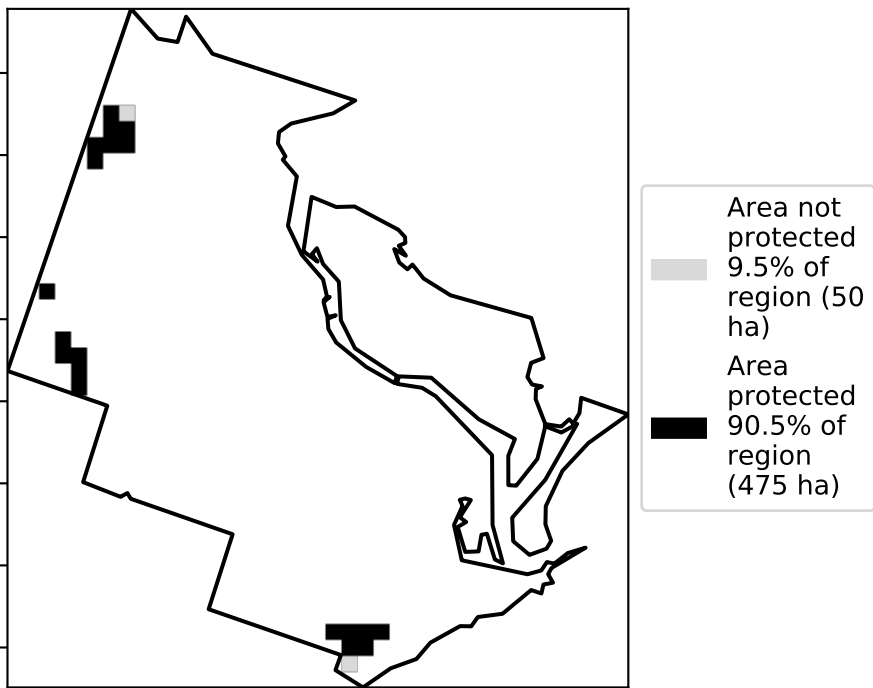 Area not
protected
9.5% of
region (50
ha)
Area
protected
90.5% of
region
(475 ha)